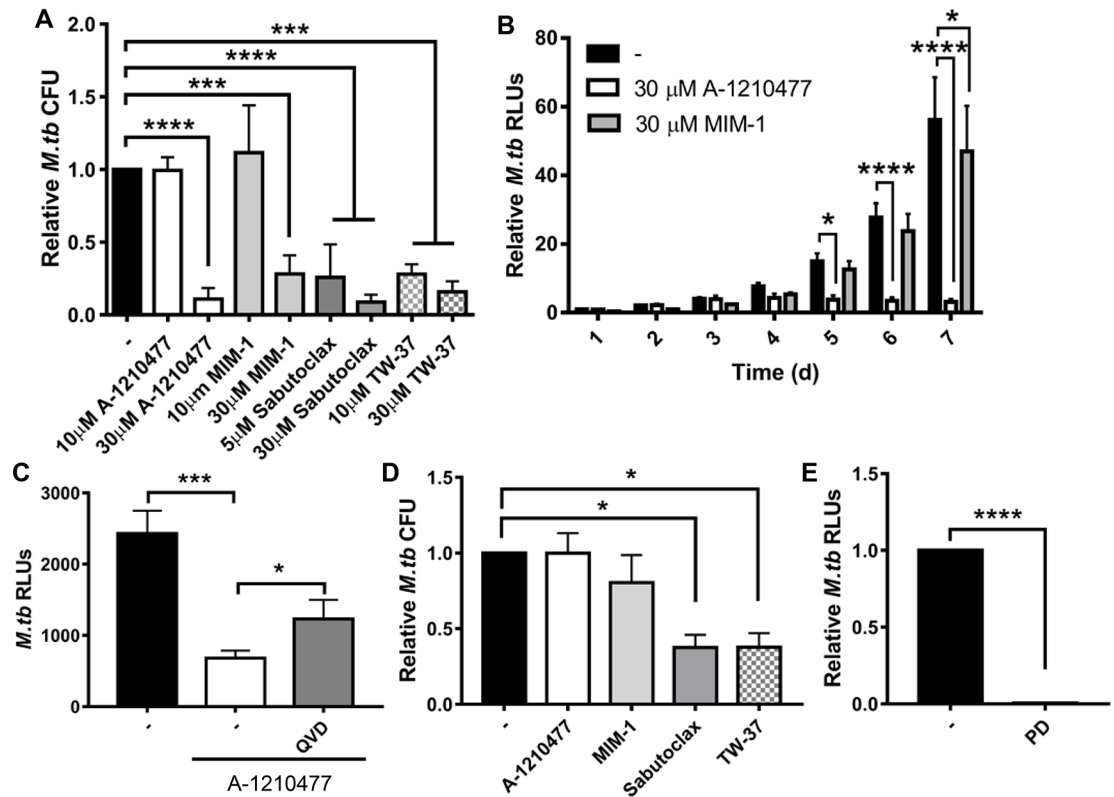 A
Relative M.tb CFU
2.0
1.5
1.0
0.5
0.0
***
****
***
****
-
10μM A-1210477
30μM A-1210477
10μm MIM-1
30μM MIM-1
5μM Sabutoclax
30μM Sabutoclax
10μM TW-37
30μM TW-37
B
Relative M.tb RLUs
80
60
40
20
0
-
30 μM A-1210477
30 μM MIM-1
*
****
****
*
1
2
3
4
5
6
7
Time (d)
C
M.tb RLUs
3000
2000
1000
0
***
*
-
-
QVD
A-1210477
D
Relative M.tb CFU
1.5
1.0
0.5
0.0
*
*
-
A-1210477
MIM-1
Sabutoclax
TW-37
E
Relative M.tb RLUs
1.5
1.0
0.5
0.0
****
-
PD